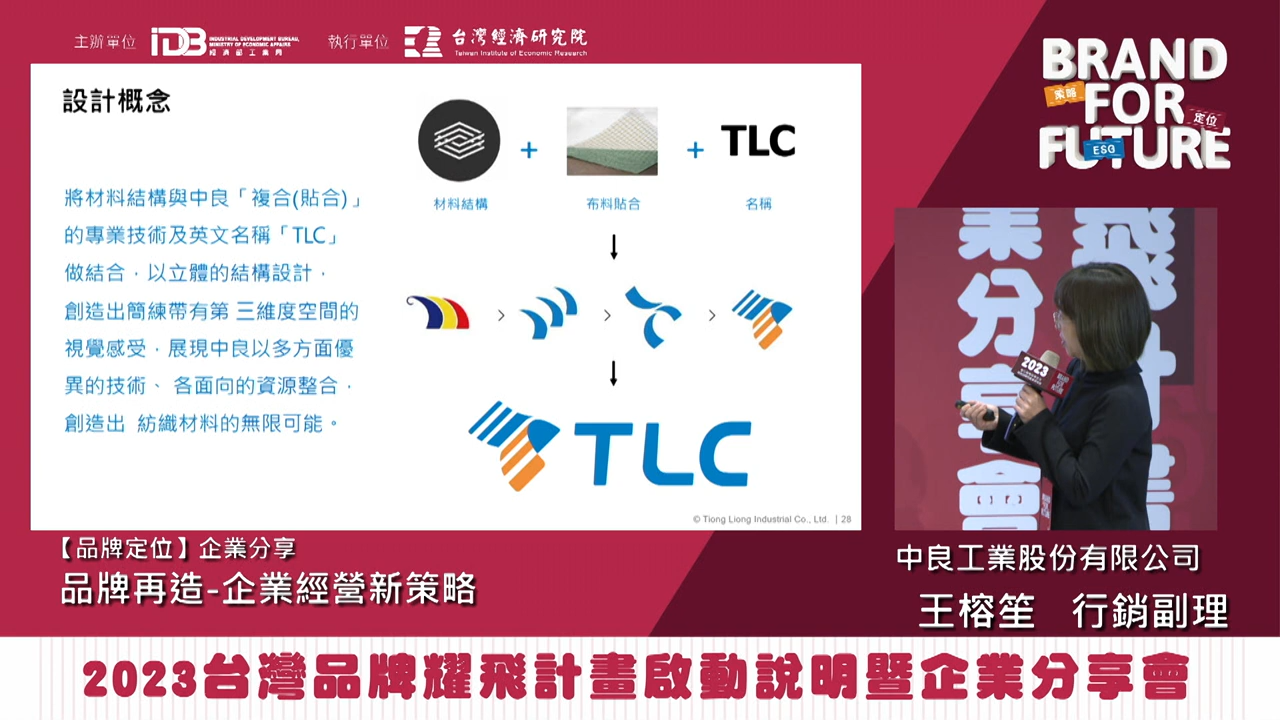 主辦單位
IDB
INDUSTRIAL DEVELOPMENT BUREAU,
MINISTRY OF ECONOMIC AFFAIRS
經濟部工業局
執行單位
台灣經濟研究院
Taiwan Institute of Economic Research
BRAND
策略
FOR
定位
FUTURE
ESG
設計概念
TLC
材料結構
布料貼合
名稱
將材料結構與中良「複合(貼合)」
的專業技術及英文名稱「TLC」
做結合，以立體的結構設計，
創造出簡練帶有第 三維度空間的
視覺感受，展現中良以多方面優
異的技術、 各面向的資源整合，
創造出 紡織材料的無限可能。
TLC
© Tiong Liong Industrial Co., Ltd. | 28
業分享會
飛計
2023
【品牌定位】企業分享
品牌再造-企業經營新策略
中良工業股份有限公司
王榕笙 行銷副理
2023台灣品牌耀飛計畫啟動說明暨企業分享會